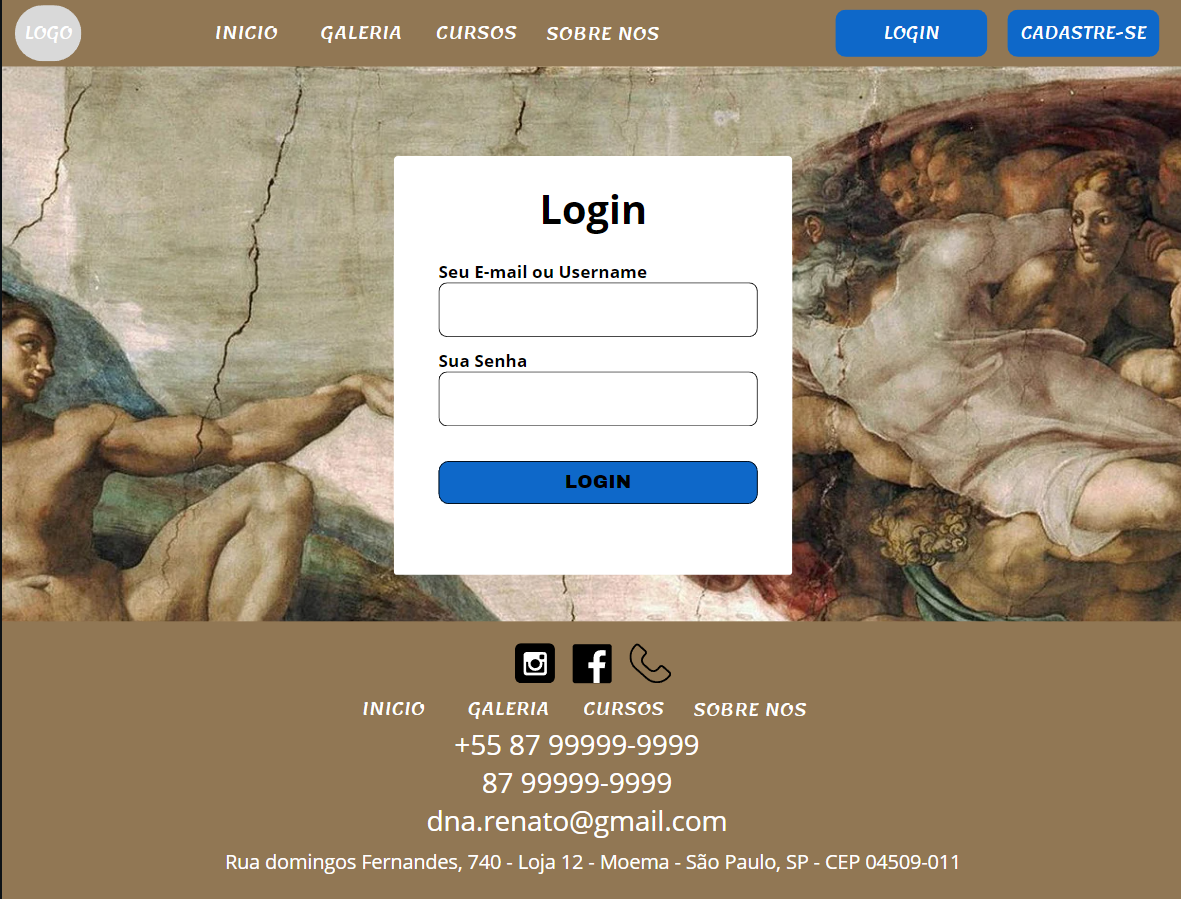 LOGO INICIO GALERIA CURSOS SOBRE NOS LOGIN CADASTRE-SE
Login
Seu E-mail ou Username
Sua Senha
LOGIN
INICIO GALERIA CURSOS SOBRE NOS
+55 87 99999-9999
87 99999-9999
dna.renato@gmail.com
Rua domingos Fernandes, 740 - Loja 12 - Moema - São Paulo, SP - CEP 04509-011